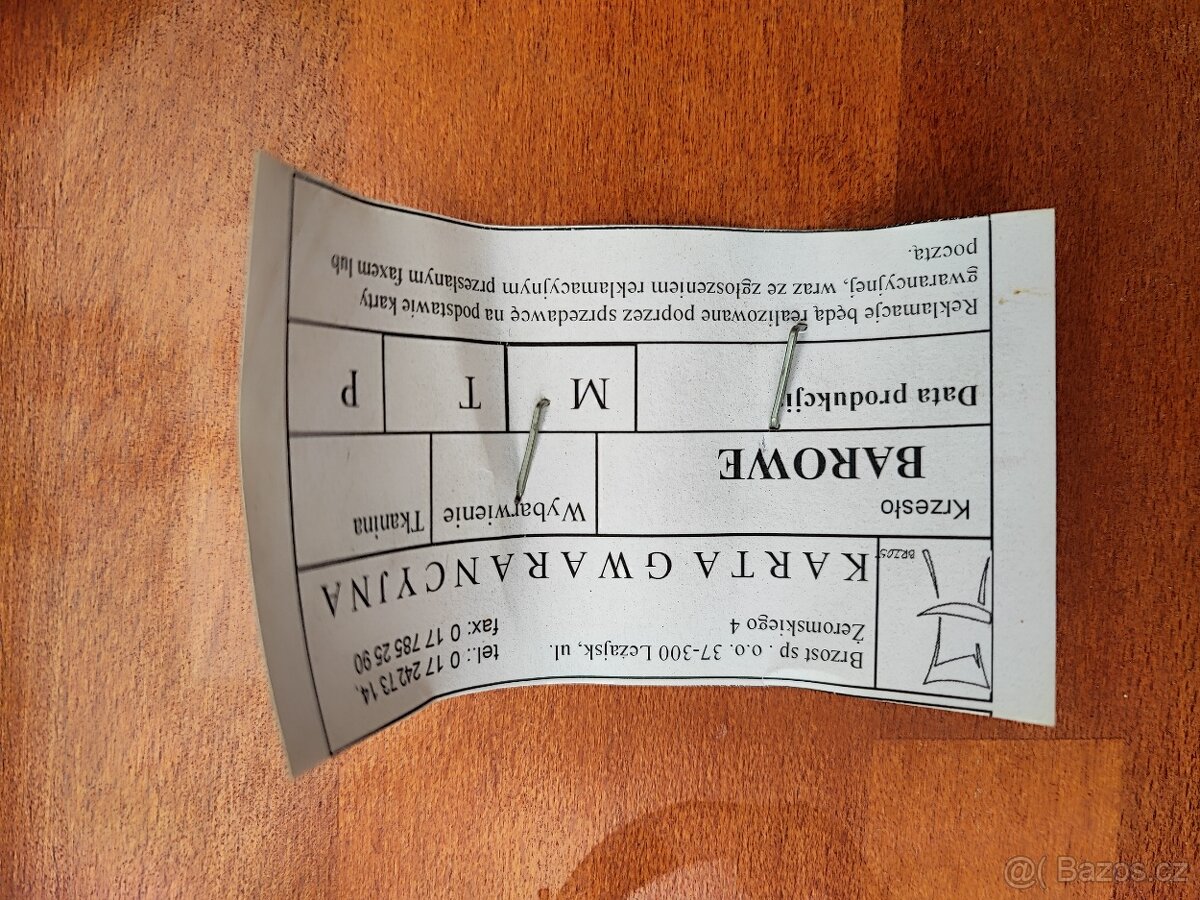 Brzost sp. o.o. 37-300 Leżajsk, ul.
Żeromskiego 4
tel.: 0 17 24273 14,
fax: 0 17 785 25 90
BRZOST
KARTA GWARANCYJNA
Krzesło
BAROWE
Wybarwienie
Tkanina
Data produkcji
M
T
P
Reklamacje będą realizowane poprzez sprzedawcę na podstawie karty
gwarancyjnej, wraz ze zgłoszeniem reklamacyjnym przesłanym faxem lub
pocztą.
@( Bazos.cz